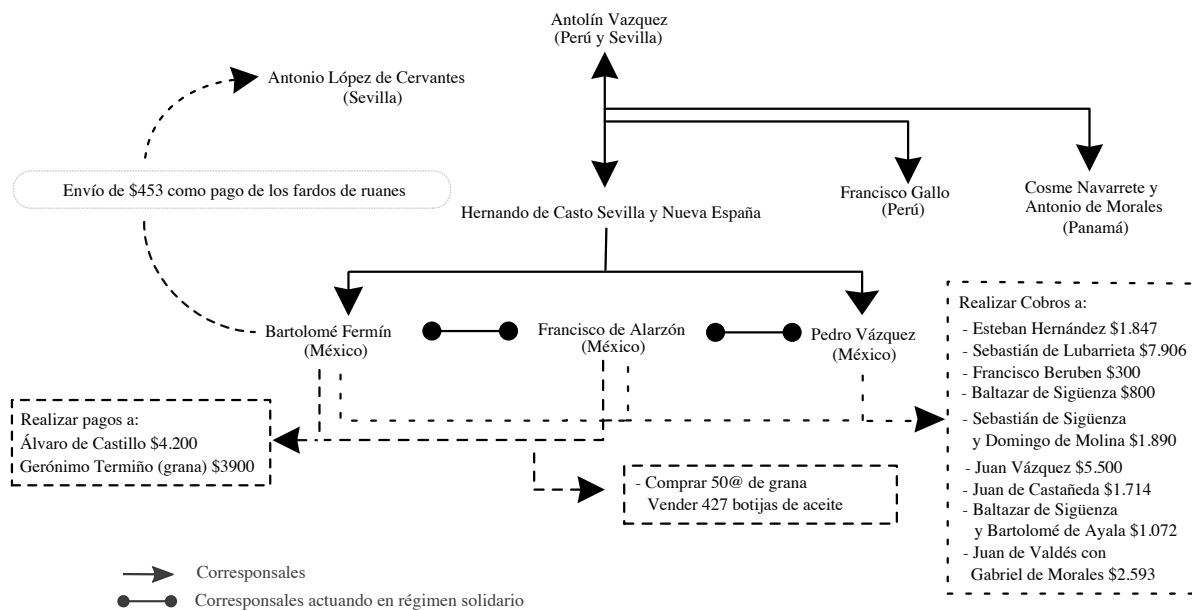 Antolín Vazquez
(Perú y Sevilla)
Antonio López de Cervantes
(Sevilla)
Envío de $453 como pago de los fardos de ruanes
Hernando de Casto Sevilla y Nueva España
Francisco Gallo
(Perú)
Cosme Navarrete y
Antonio de Morales
(Panamá)
Bartolomé Fermín
(México)
Francisco de Alarzón
(México)
Pedro Vázquez
(México)
Realizar Cobros a:
- Esteban Hernández $1.847
- Sebastián de Lubarrieta $7.906
- Francisco Beruben $300
- Baltazar de Sigüenza $800
- Sebastián de Sigüenza
y Domingo de Molina $1.890
- Juan Vázquez $5.500
- Juan de Castañeda $1.714
- Baltazar de Sigüenza
y Bartolomé de Ayala $1.072
- Juan de Valdés con
Gabriel de Morales $2.593
Realizar pagos a:
Álvaro de Castillo $4.200
Gerónimo Termiño (grana) $3900
- Comprar 50@ de grana
Vender 427 botijas de aceite
Corresponsales
Corresponsales actuando en régimen solidario